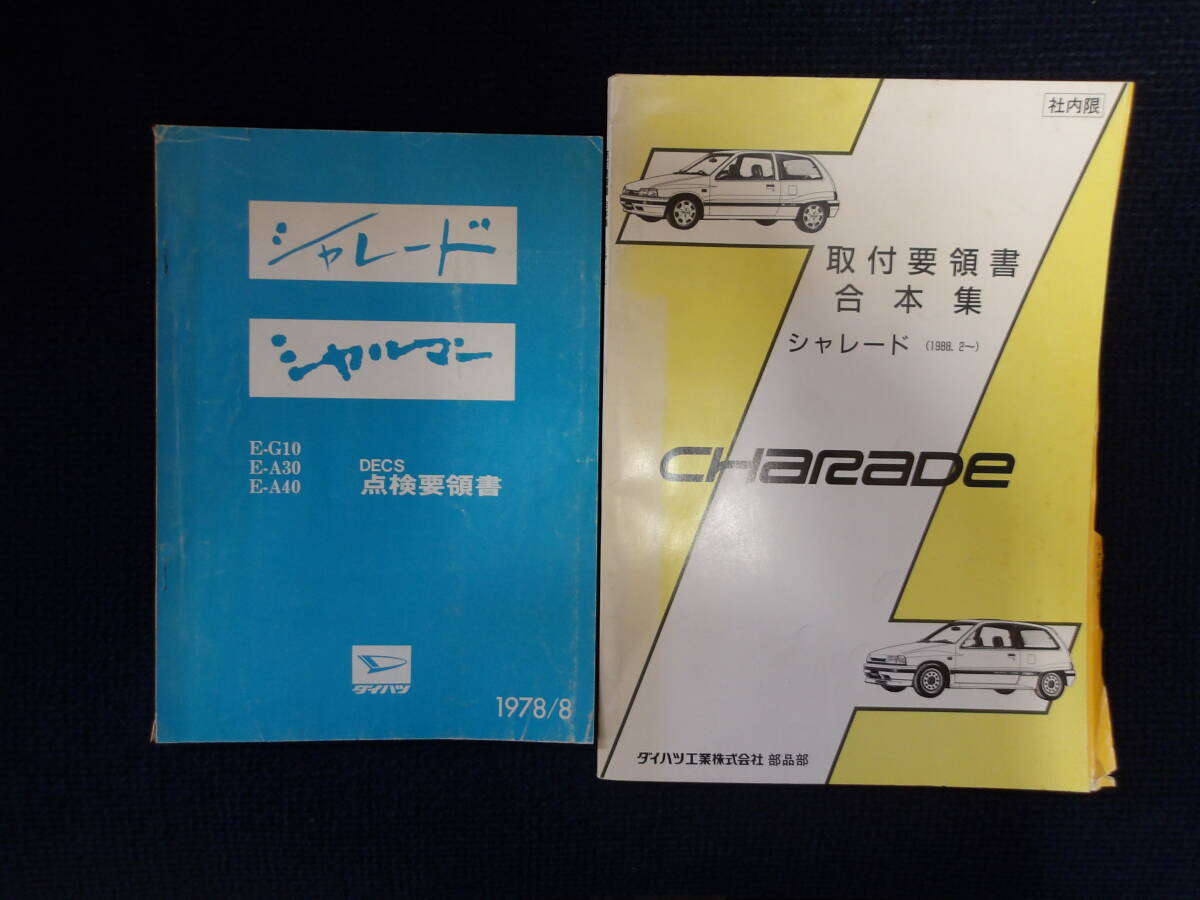 シャレード
シャルマン
E-G10
E-A30
E-A40
DECS
点検要領書
ダイハツ
1978/8
社内限
取付要領書
合本集
シャレード (1988. 2〜)
CHARADE
ダイハツ工業株式会社 部品部